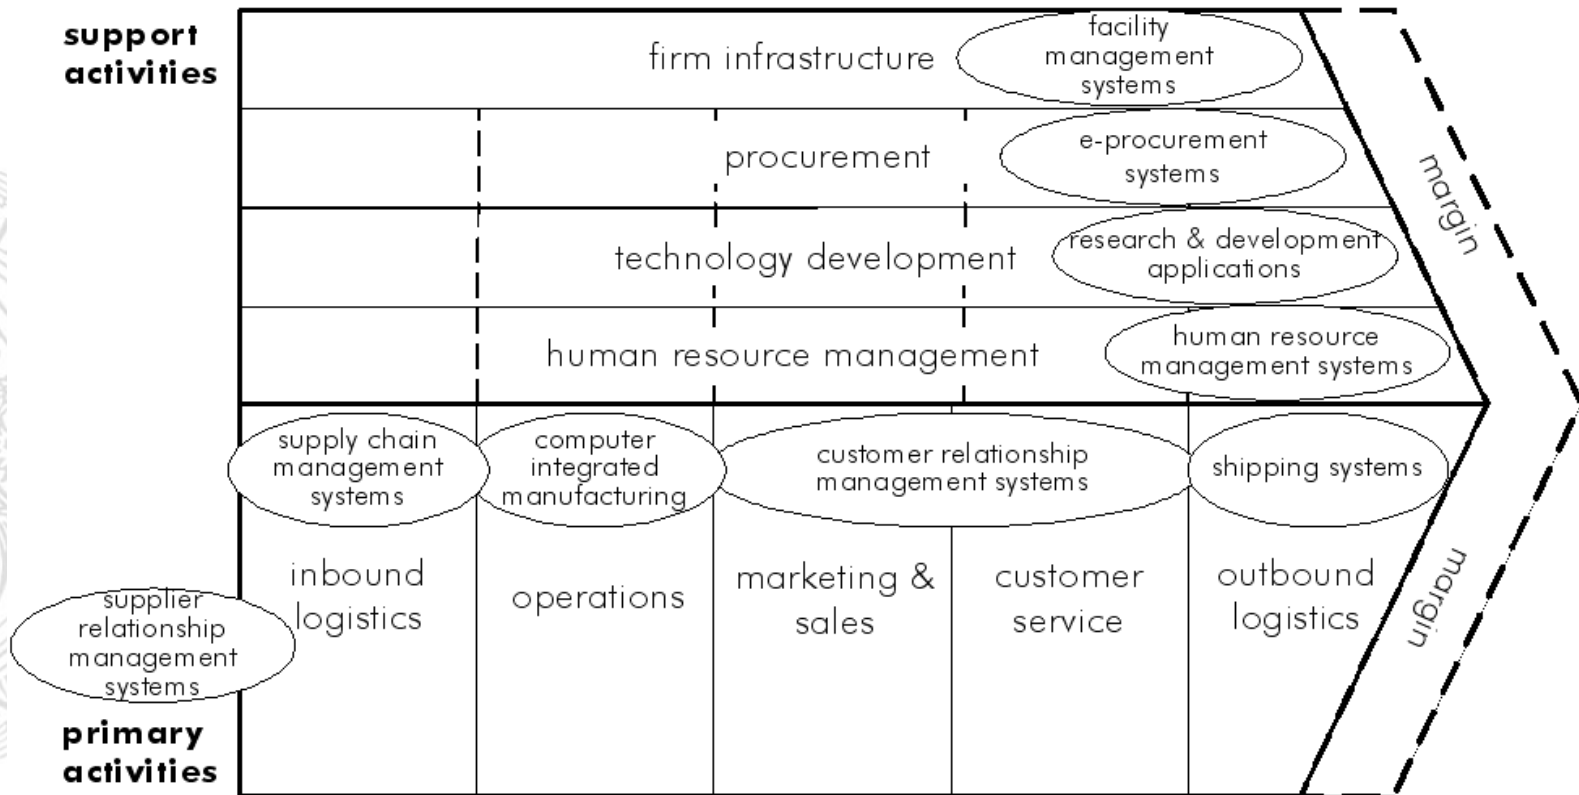 support
activities
firm infrastructure
facility
management
systems
procurement
e-procurement
systems
technology development
research & development
applications
human resource management
human resource
management systems
margin
supply chain
management
systems
computer
integrated
manufacturing
customer relationship
management systems
shipping systems
inbound
logistics
operations
marketing &
sales
customer
service
outbound
logistics
margin
supplier
relationship
management
systems
primary
activities